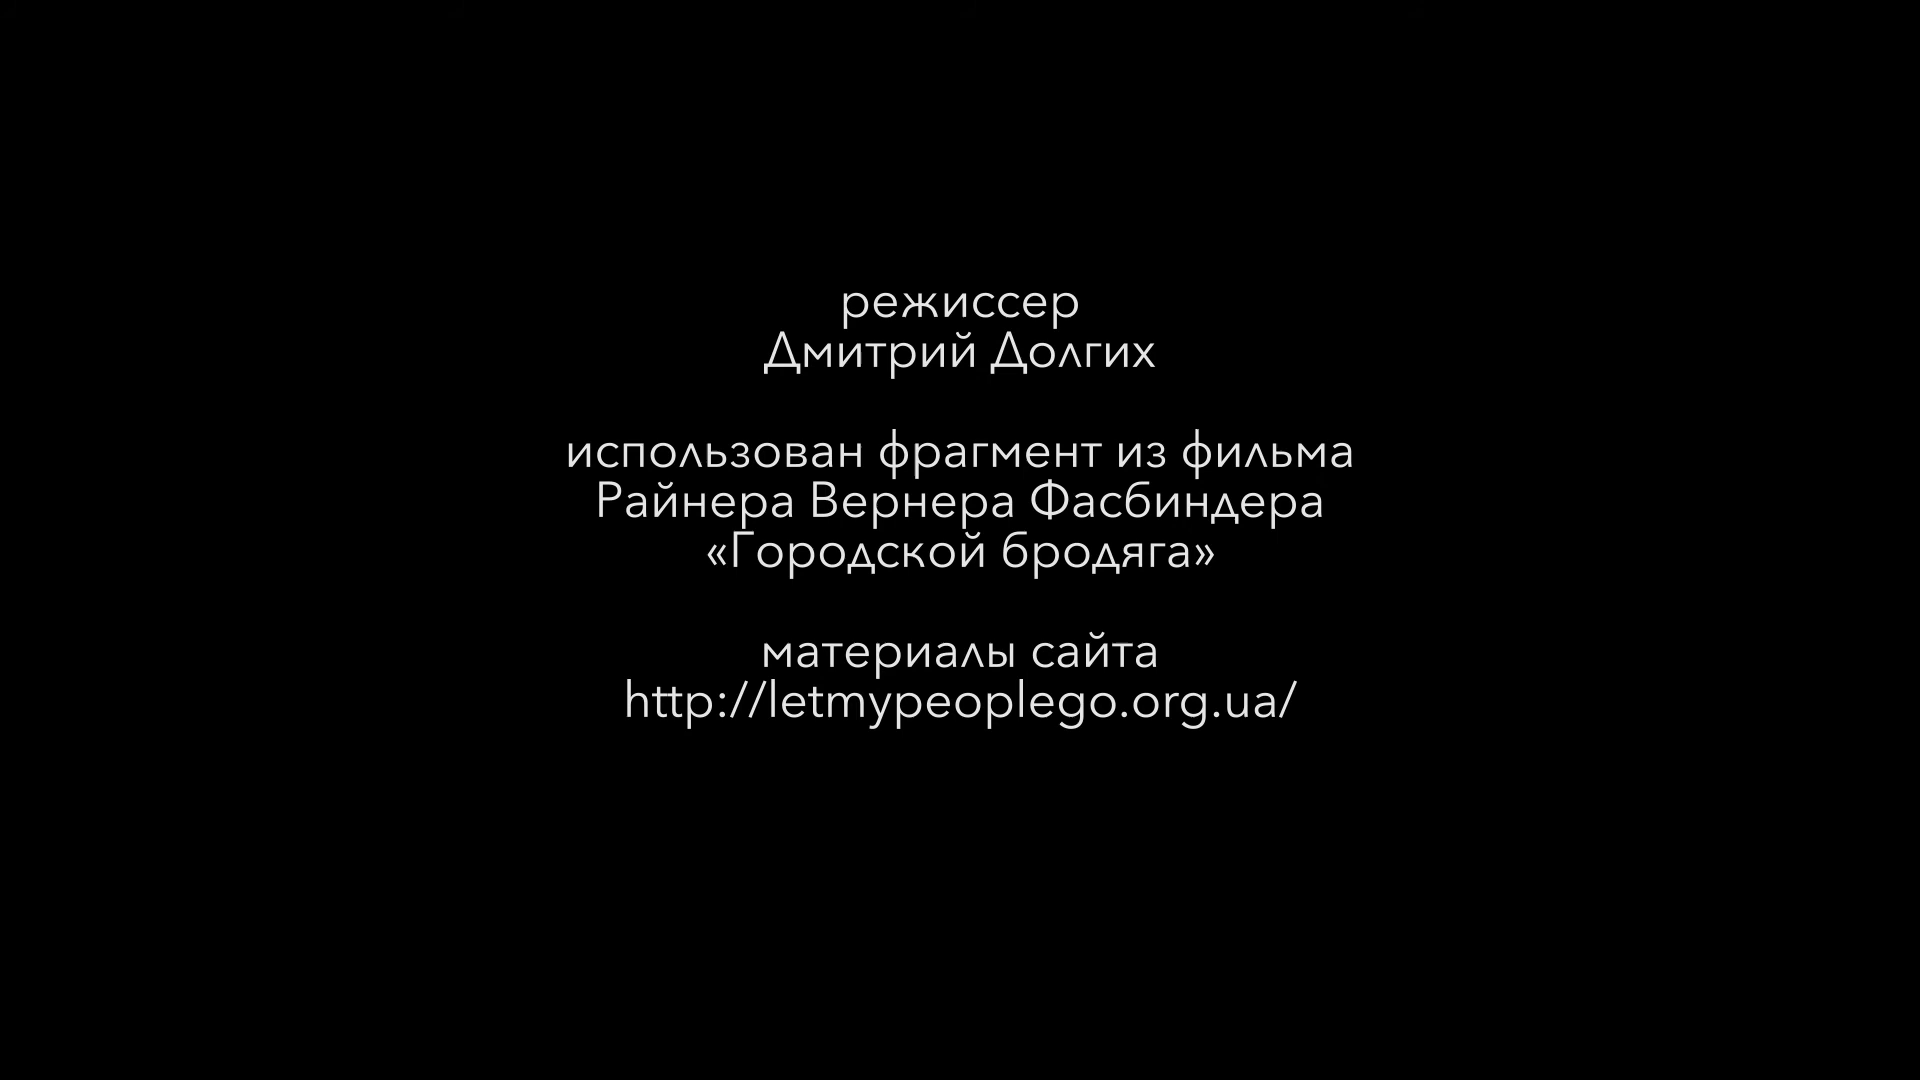 режиссер
Дмитрий Долгих
использован фрагмент из фильма
Райнера Вернера Фасбиндера
«Городской бродяга»
материалы сайта
http://letmypeoplego.org.ua/